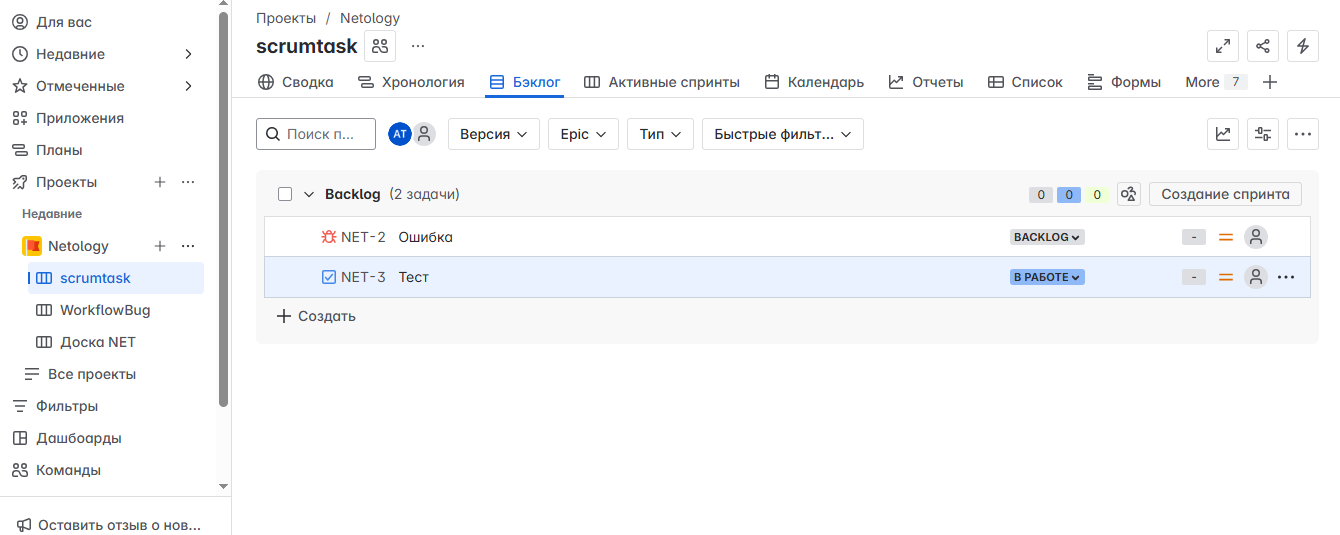 Для вас
Недавние
Отмеченные
Приложения
Планы
Проекты
Недавние
Netology
scrumtask
WorkflowBug
Доска NET
Все проекты
Фильтры
Дашборды
Команды
Оставить отзыв о нов...
Проекты / Netology
scrumtask
Сводка Хронология Бэклог Активные спринты Календарь Отчеты Список Формы More 7
Поиск п... AT Версия Epic Тип Быстрые фильт...
Backlog (2 задачи) 0 0 0 Создание спринта
NET-2 Ошибка BACKLOG -
NET-3 Тест В РАБОТЕ -
Создать